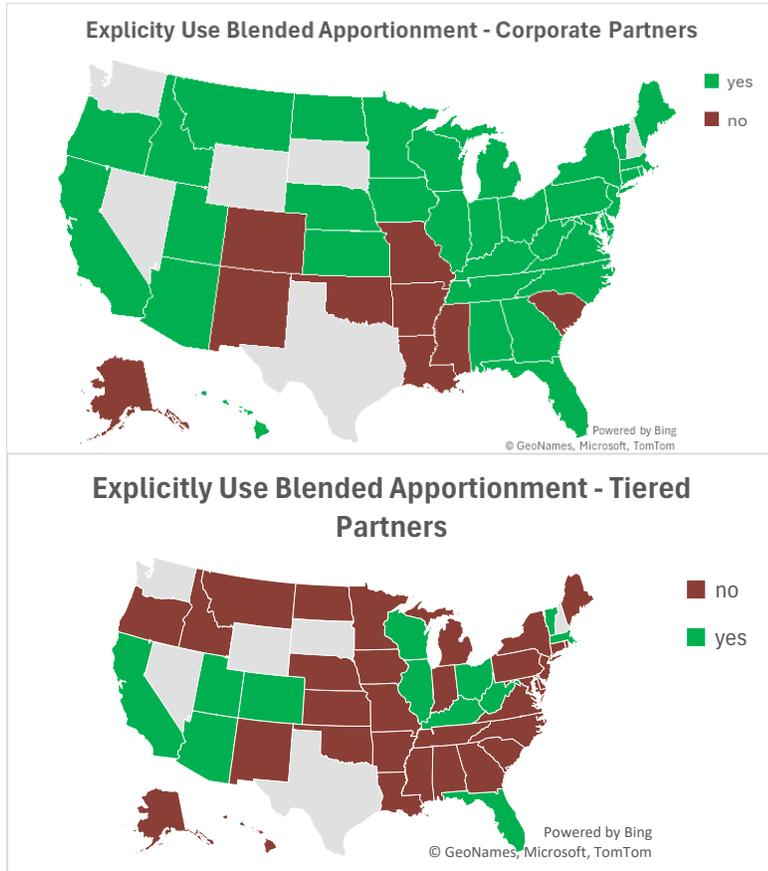 Explicity Use Blended Apportionment - Corporate Partners
yes
no
Powered by Bing
© GeoNames, Microsoft, TomTom
Explicitly Use Blended Apportionment - Tiered
Partners
no
yes
Powered by Bing
© GeoNames, Microsoft, TomTom